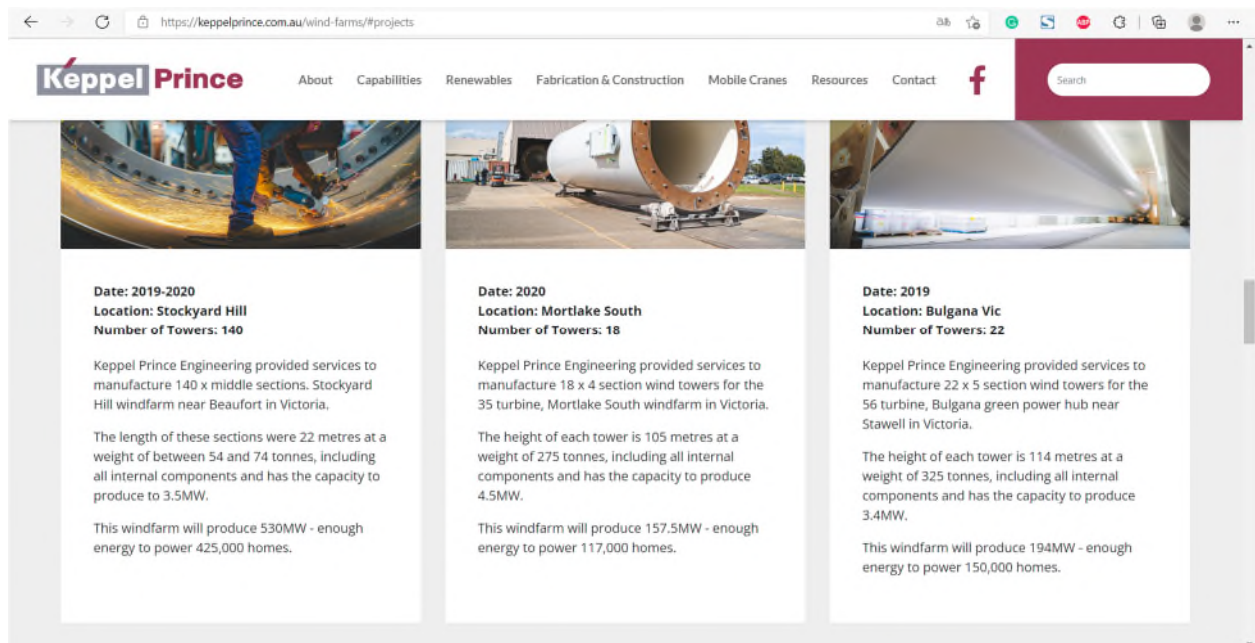 https://keppelprince.com.au/wind-farms/#projects
Keppel Prince
About Capabilities Renewables Fabrication & Construction Mobile Cranes Resources Contact
Search
Date: 2019-2020
Location: Stockyard Hill
Number of Towers: 140
Keppel Prince Engineering provided services to
manufacture 140 x middle sections. Stockyard
Hill windfarm near Beaufort in Victoria.
The length of these sections were 22 metres at a
weight of between 54 and 74 tonnes, including
all internal components and has the capacity to
produce to 3.5MW.
This windfarm will produce 530MW - enough
energy to power 425,000 homes.
Date: 2020
Location: Mortlake South
Number of Towers: 18
Keppel Prince Engineering provided services to
manufacture 18 x 4 section wind towers for the
35 turbine, Mortlake South windfarm in Victoria.
The height of each tower is 105 metres at a
weight of 275 tonnes, including all internal
components and has the capacity to produce
4.5MW.
This windfarm will produce 157.5MW - enough
energy to power 117,000 homes.
Date: 2019
Location: Bulgana Vic
Number of Towers: 22
Keppel Prince Engineering provided services to
manufacture 22 x 5 section wind towers for the
56 turbine, Bulgana green power hub near
Stawell in Victoria.
The height of each tower is 114 metres at a
weight of 325 tonnes, including all internal
components and has the capacity to produce
3.4MW.
This windfarm will produce 194MW - enough
energy to power 150,000 homes.